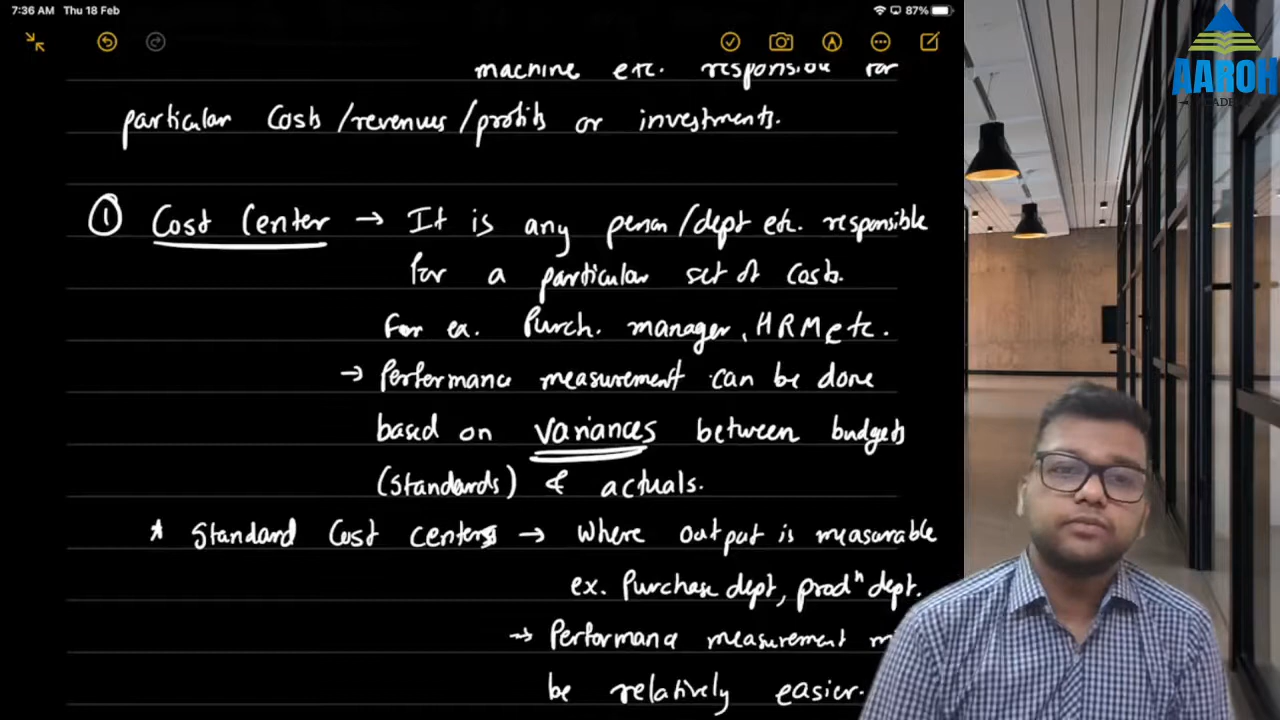 7:36 AM Thu 18 Feb
87%
AAROH
machine etc. responsible for
particular costs/revenues/profits or investments.
① Cost Center → It is any person/dept etc. responsible
for a particular set of costs.
For ex. Purch. manager, HRM etc.
→ Performance measurement can be done
based on variances between budgets
(standards) & actuals.
* Standard Cost centers → Where output is measurable
ex. Purchase dept, prodⁿ dept.
→ Performance measurement
be relatively easier.